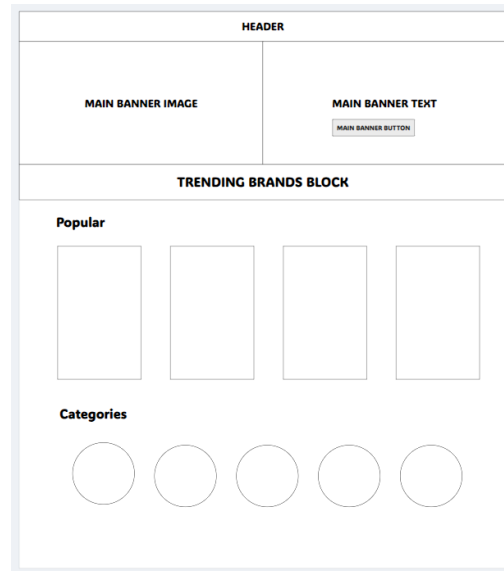 HEADER
MAIN BANNER IMAGE
MAIN BANNER TEXT
MAIN BANNER BUTTON
TRENDING BRANDS BLOCK
Popular
Categories